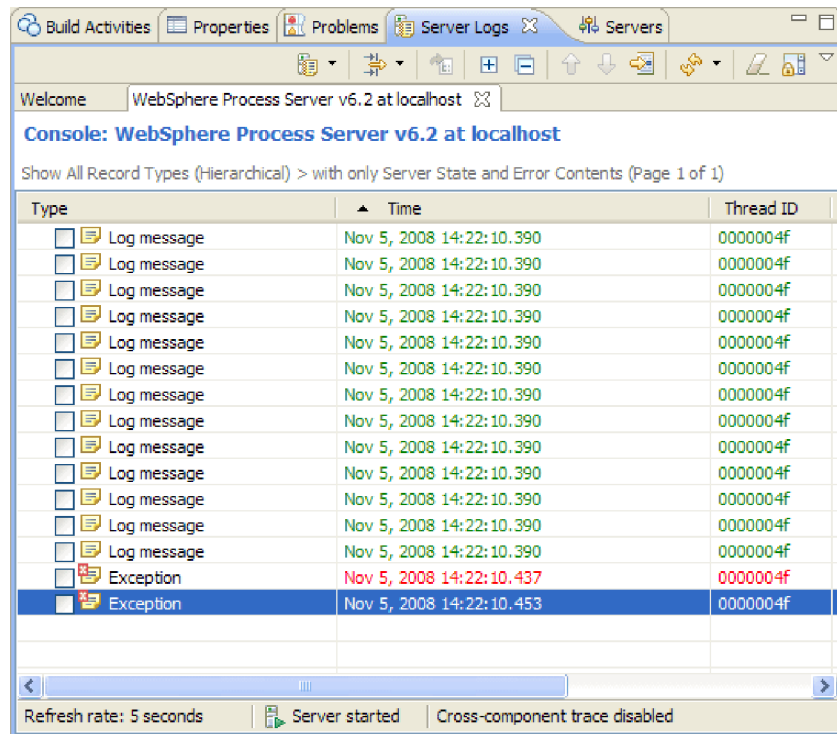 Build Activities Properties Problems Server Logs Servers
Welcome WebSphere Process Server v6.2 at localhost
Console: WebSphere Process Server v6.2 at localhost
Show All Record Types (Hierarchical) > with only Server State and Error Contents (Page 1 of 1)
Type Time Thread ID
Log message Nov 5, 2008 14:22:10.390 0000004f
Log message Nov 5, 2008 14:22:10.390 0000004f
Log message Nov 5, 2008 14:22:10.390 0000004f
Log message Nov 5, 2008 14:22:10.390 0000004f
Log message Nov 5, 2008 14:22:10.390 0000004f
Log message Nov 5, 2008 14:22:10.390 0000004f
Log message Nov 5, 2008 14:22:10.390 0000004f
Log message Nov 5, 2008 14:22:10.390 0000004f
Log message Nov 5, 2008 14:22:10.390 0000004f
Log message Nov 5, 2008 14:22:10.390 0000004f
Log message Nov 5, 2008 14:22:10.390 0000004f
Log message Nov 5, 2008 14:22:10.390 0000004f
Log message Nov 5, 2008 14:22:10.390 0000004f
Exception Nov 5, 2008 14:22:10.437 0000004f
Exception Nov 5, 2008 14:22:10.453 0000004f
Refresh rate: 5 seconds Server started Cross-component trace disabled